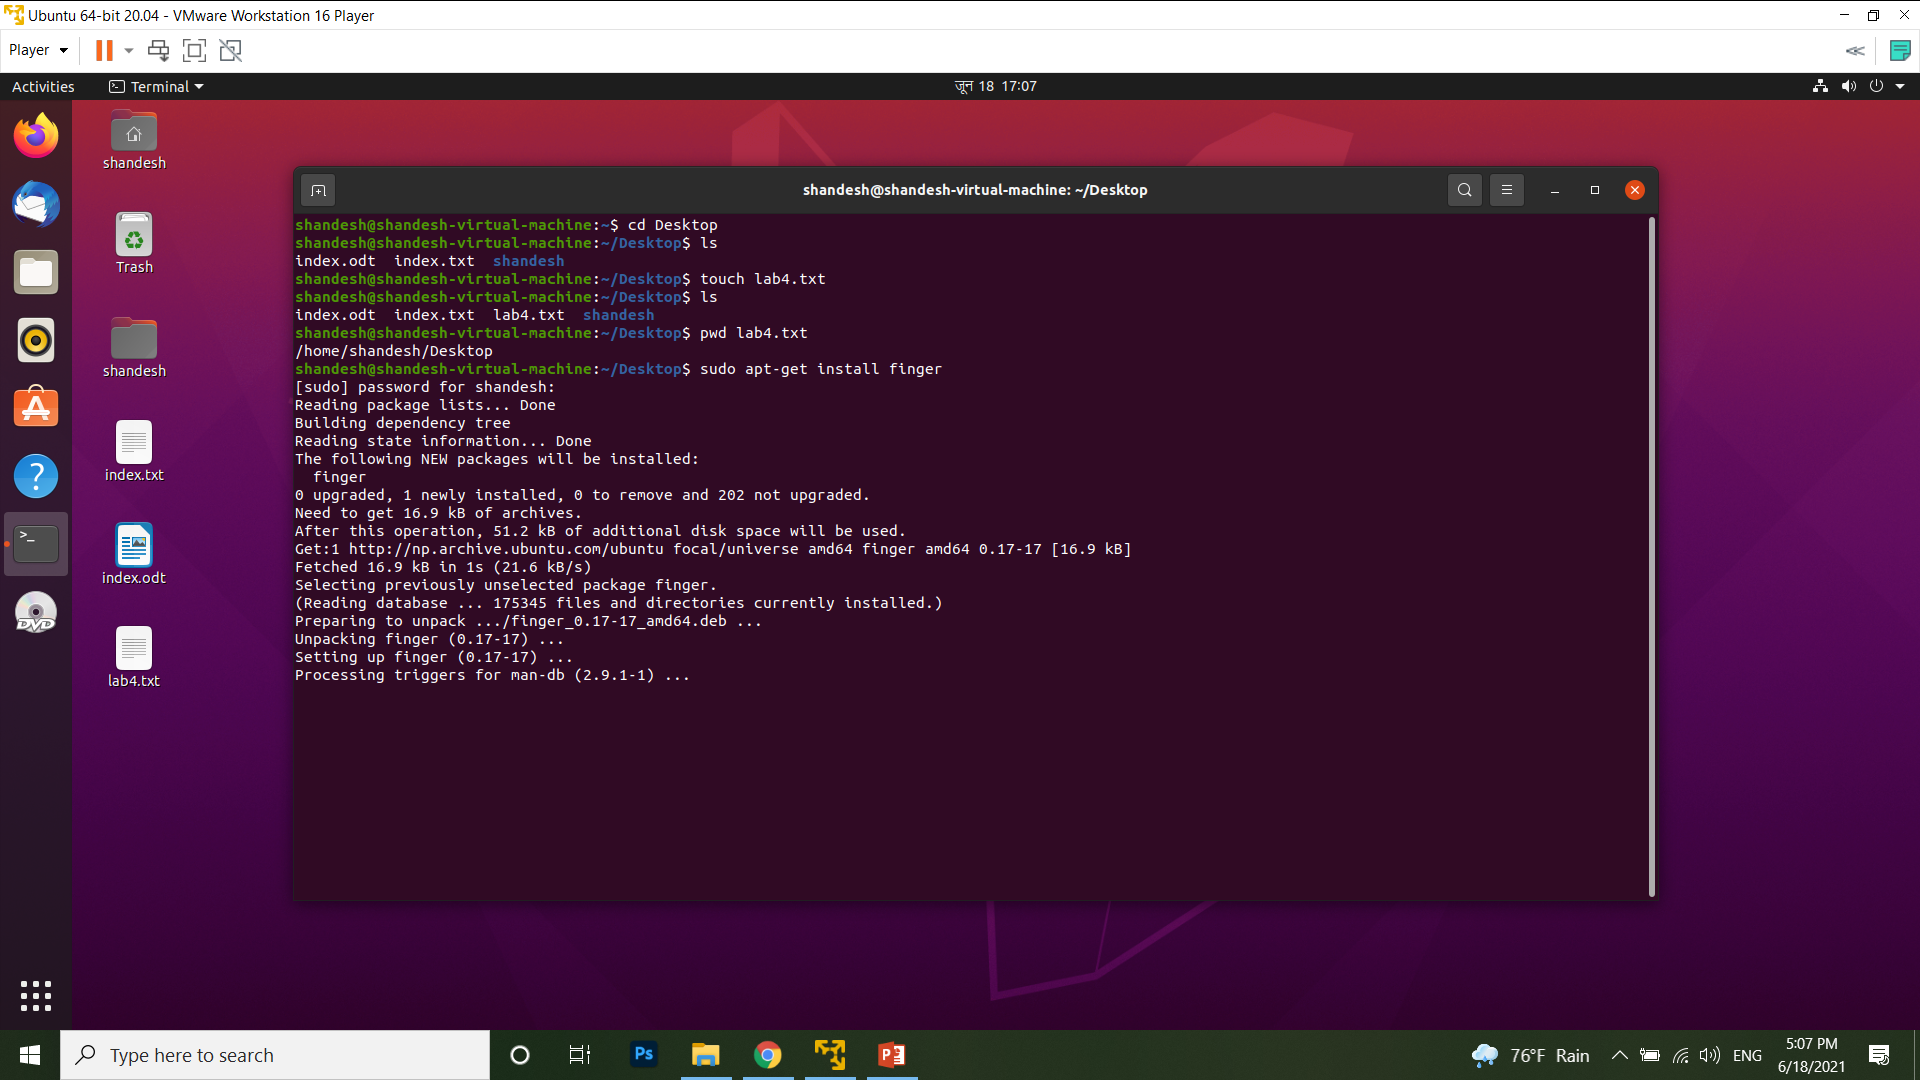 Ubuntu 64-bit 20.04 - VMware Workstation 16 Player
Player
Activities
Terminal
जून 18 17:07
shandesh
Trash
shandesh
index.txt
index.odt
lab4.txt
DVD
shandesh@shandesh-virtual-machine: ~/Desktop
shandesh@shandesh-virtual-machine:~$ cd Desktop
shandesh@shandesh-virtual-machine:~/Desktop$ ls
index.odt  index.txt  shandesh
shandesh@shandesh-virtual-machine:~/Desktop$ touch lab4.txt
shandesh@shandesh-virtual-machine:~/Desktop$ ls
index.odt  index.txt  lab4.txt  shandesh
shandesh@shandesh-virtual-machine:~/Desktop$ pwd lab4.txt
/home/shandesh/Desktop
shandesh@shandesh-virtual-machine:~/Desktop$ sudo apt-get install finger
[sudo] password for shandesh:
Reading package lists... Done
Building dependency tree
Reading state information... Done
The following NEW packages will be installed:
  finger
0 upgraded, 1 newly installed, 0 to remove and 202 not upgraded.
Need to get 16.9 kB of archives.
After this operation, 51.2 kB of additional disk space will be used.
Get:1 http://np.archive.ubuntu.com/ubuntu focal/universe amd64 finger amd64 0.17-17 [16.9 kB]
Fetched 16.9 kB in 1s (21.6 kB/s)
Selecting previously unselected package finger.
(Reading database ... 175345 files and directories currently installed.)
Preparing to unpack .../finger_0.17-17_amd64.deb ...
Unpacking finger (0.17-17) ...
Setting up finger (0.17-17) ...
Processing triggers for man-db (2.9.1-1) ...
Type here to search
Ps
P
76°F Rain
ENG
5:07 PM
6/18/2021